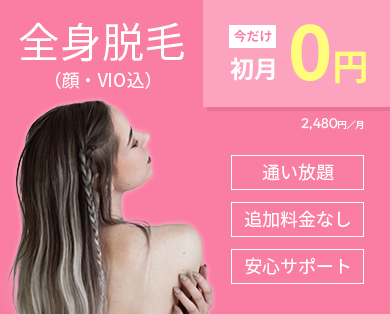 全身脱毛
（顔・VIO込）
今だけ
初月 0円
2,480円／月
通い放題
追加料金なし
安心サポート